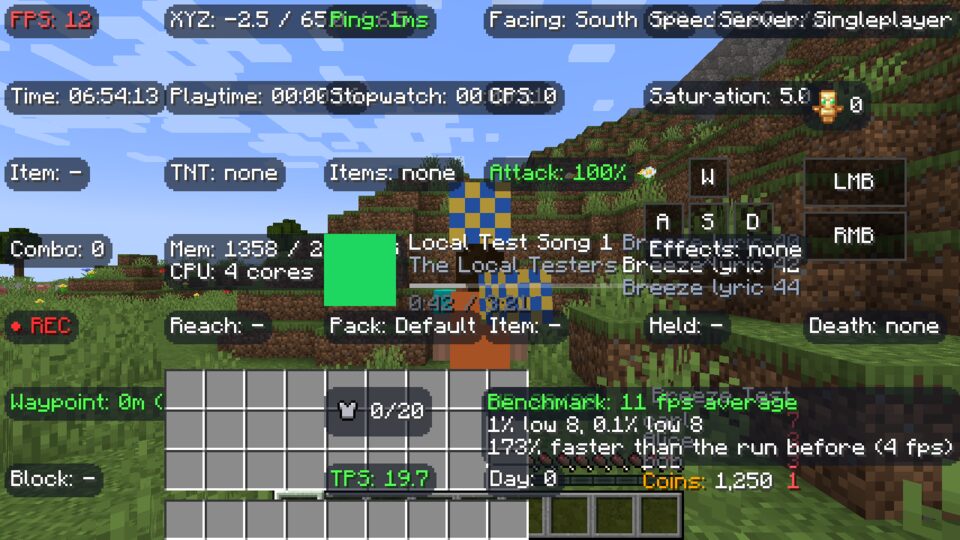 FPS: 12
XYZ: -2.5 / 65
Ping: 1ms
Facing: South
Speed
Server: Singleplayer
Time: 06:54:13
Playtime: 00:00
Stopwatch: 00
CPS: 0
Saturation: 5.0
0
Item: -
TNT: none
Items: none
Attack: 100%
W
LMB
A S D
RMB
Combo: 0
Mem: 1358 / 2
CPU: 4 cores
Local Test Song 1
The Local Testers
0:42 / 3:21
Effects: none
Breeze lyric 42
Breeze lyric 44
REC
Reach: -
Pack: Default
Item: -
Held: -
Death: none
Waypoint: 0m (
0/20
Breeze Test
Benchmark: 11 fps average
1% low 8, 0.1% low 8
173% faster than the run before (4 fps)
Block: -
TPS: 19.7
Day: 0
Coins: 1,250
1